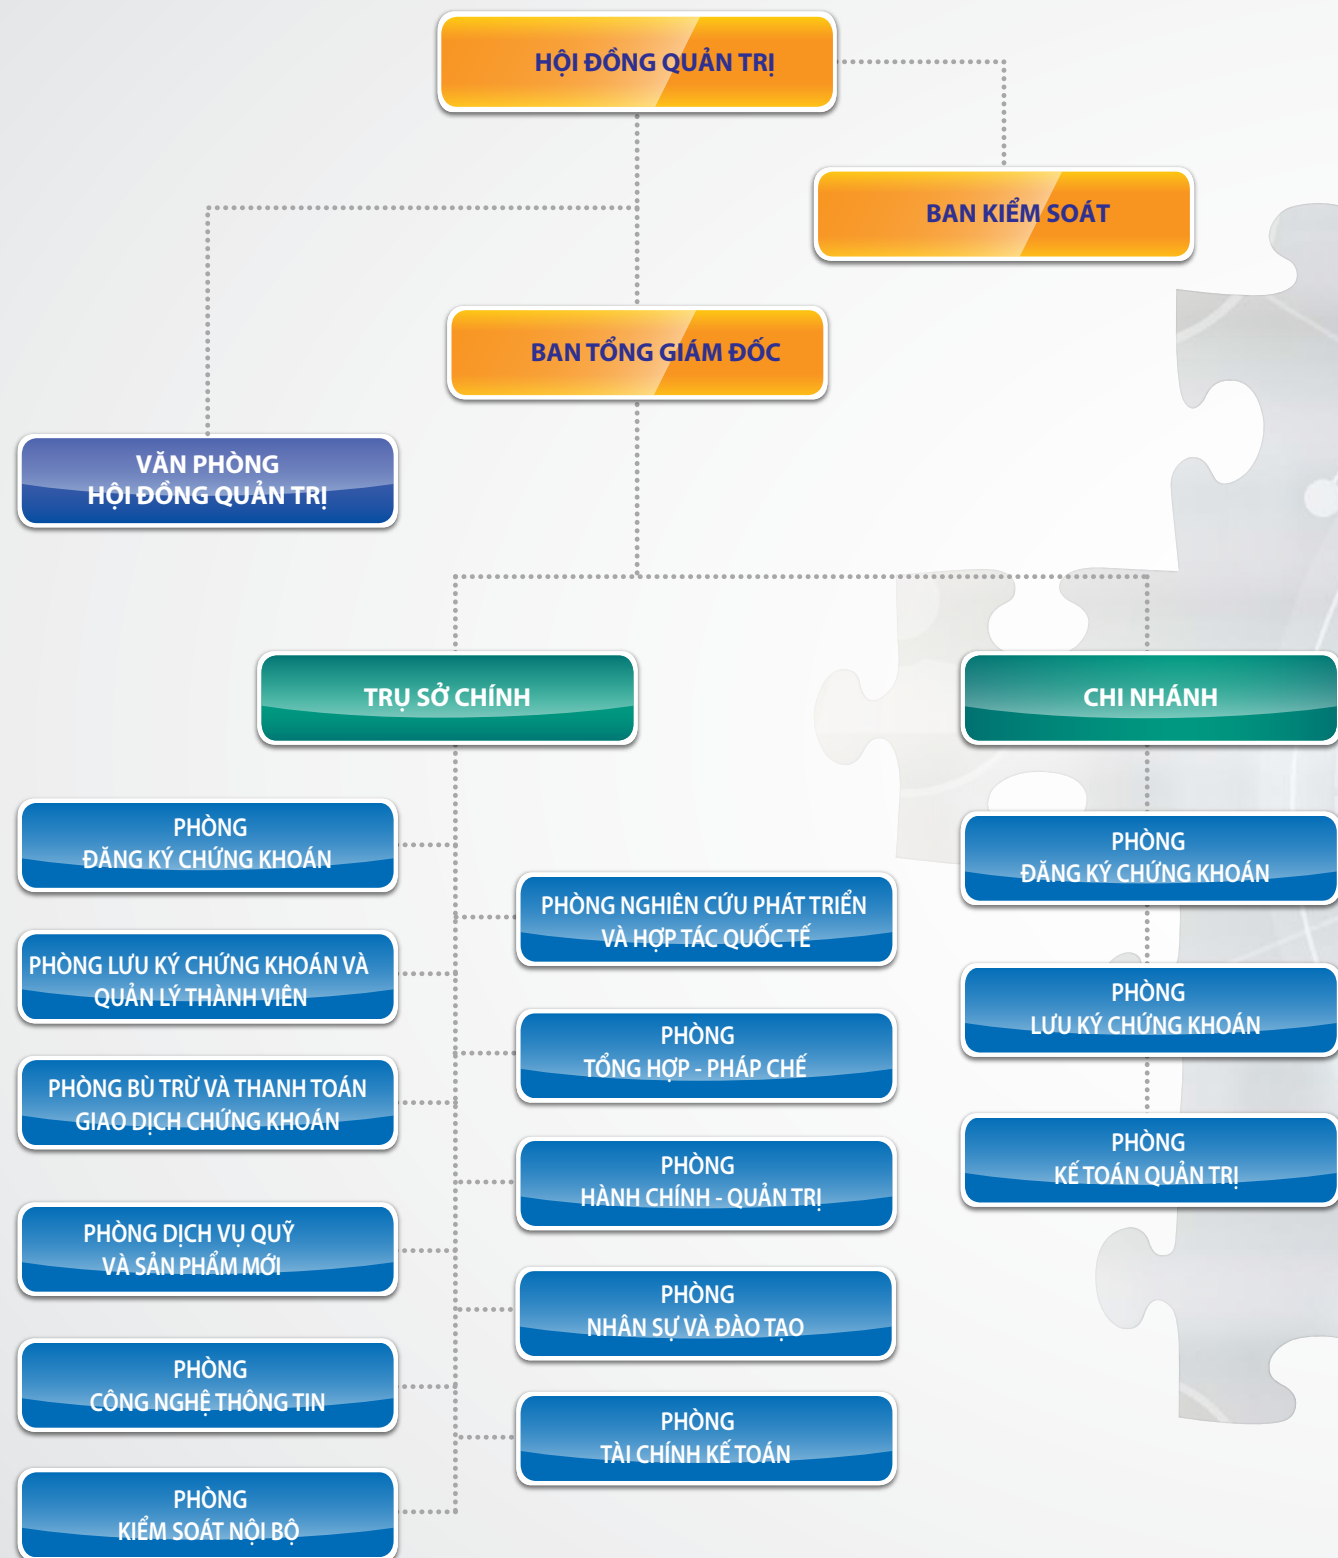 HỘI ĐỒNG QUẢN TRỊ
BAN KIỂM SOÁT
BAN TỔNG GIÁM ĐỐC
VĂN PHÒNG
HỘI ĐỒNG QUẢN TRỊ
TRỤ SỞ CHÍNH
CHI NHÁNH
PHÒNG
ĐĂNG KÝ CHỨNG KHOÁN
PHÒNG LƯU KÝ CHỨNG KHOÁN VÀ
QUẢN LÝ THÀNH VIÊN
PHÒNG BÙ TRỪ VÀ THANH TOÁN
GIAO DỊCH CHỨNG KHOÁN
PHÒNG DỊCH VỤ QUỸ
VÀ SẢN PHẨM MỚI
PHÒNG
CÔNG NGHỆ THÔNG TIN
PHÒNG
KIỂM SOÁT NỘI BỘ
PHÒNG NGHIÊN CỨU PHÁT TRIỂN
VÀ HỢP TÁC QUỐC TẾ
PHÒNG
TỔNG HỢP - PHÁP CHẾ
PHÒNG
HÀNH CHÍNH - QUẢN TRỊ
PHÒNG
NHÂN SỰ VÀ ĐÀO TẠO
PHÒNG
TÀI CHÍNH KẾ TOÁN
PHÒNG
ĐĂNG KÝ CHỨNG KHOÁN
PHÒNG
LƯU KÝ CHỨNG KHOÁN
PHÒNG
KẾ TOÁN QUẢN TRỊ